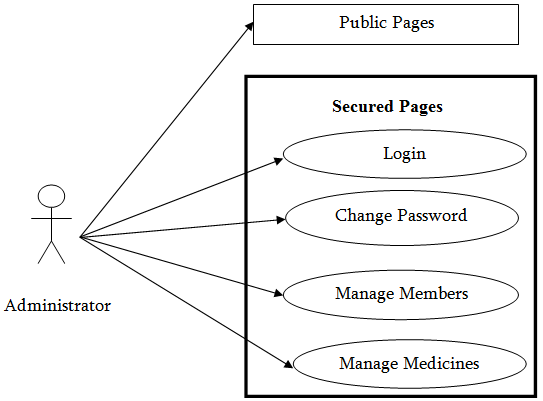 Public Pages
Secured Pages
Login
Change Password
Manage Members
Administrator
Manage Medicines